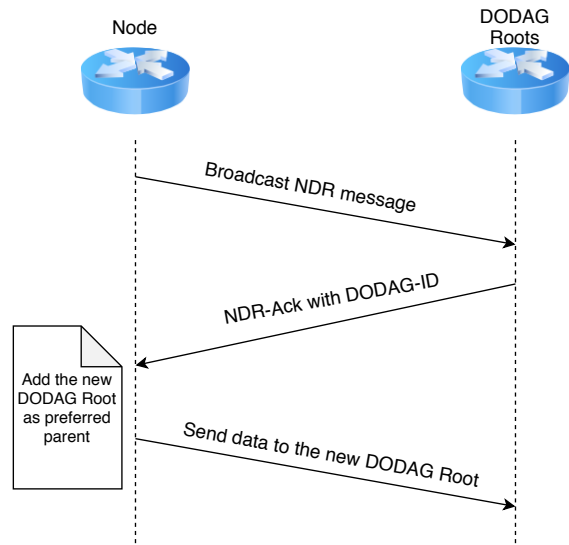 Node
DODAG
Roots
Broadcast NDR message
NDR-Ack with DODAG-ID
Add the new
DODAG Root
as preferred
parent
Send data to the new DODAG Root